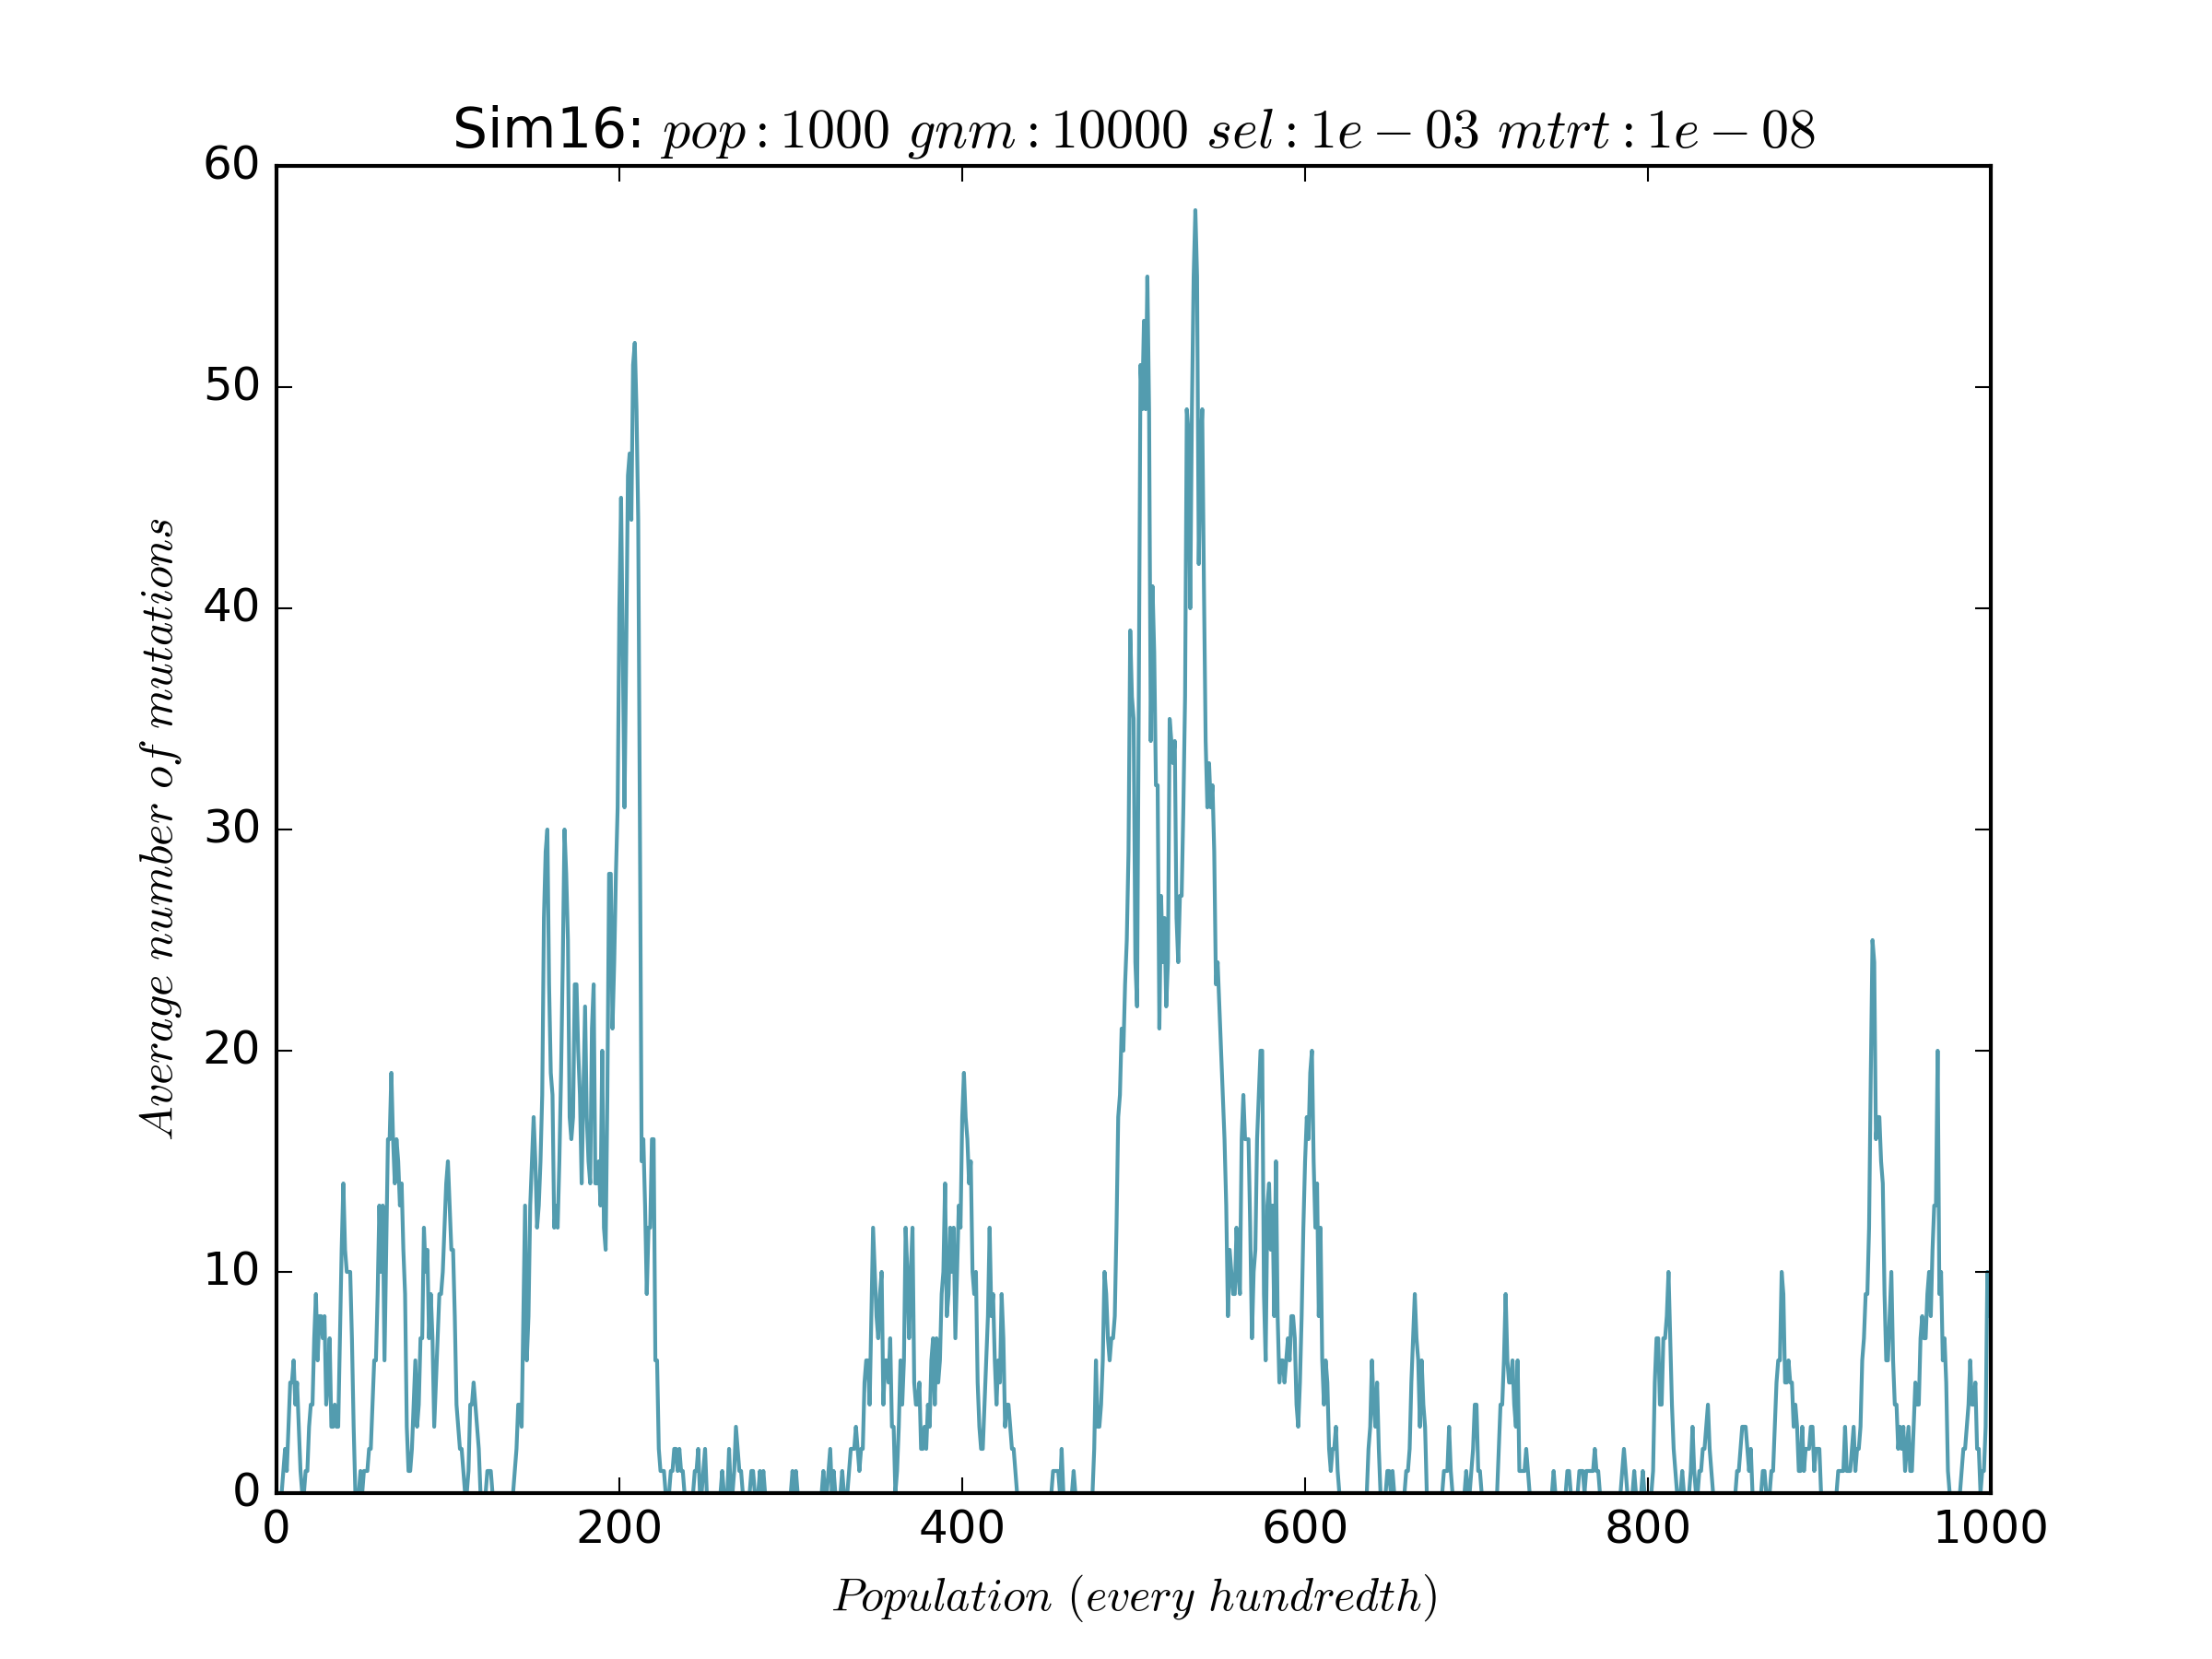 Sim16: pop : 1000 gnm : 10000 sel : 1e − 03 mtrt : 1e − 08
60
50
40
30
20
10
0
Average number of mutations
0 200 400 600 800 1000
Population (every hundredth)